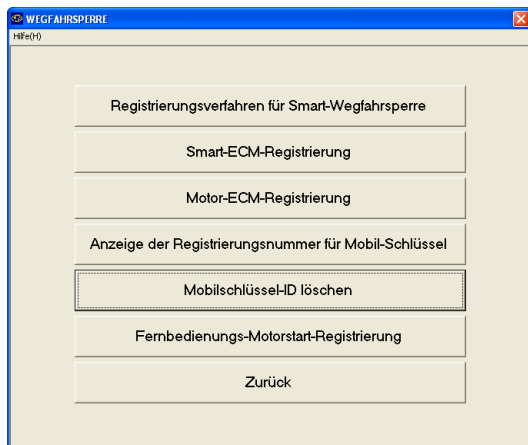 WEGFAHRSPERRE
Hilfe(H)
Registrierungsverfahren für Smart-Wegfahrsperre
Smart-ECM-Registrierung
Motor-ECM-Registrierung
Anzeige der Registrierungsnummer für Mobil-Schlüssel
Mobilschlüssel-ID löschen
Fernbedienungs-Motorstart-Registrierung
Zurück